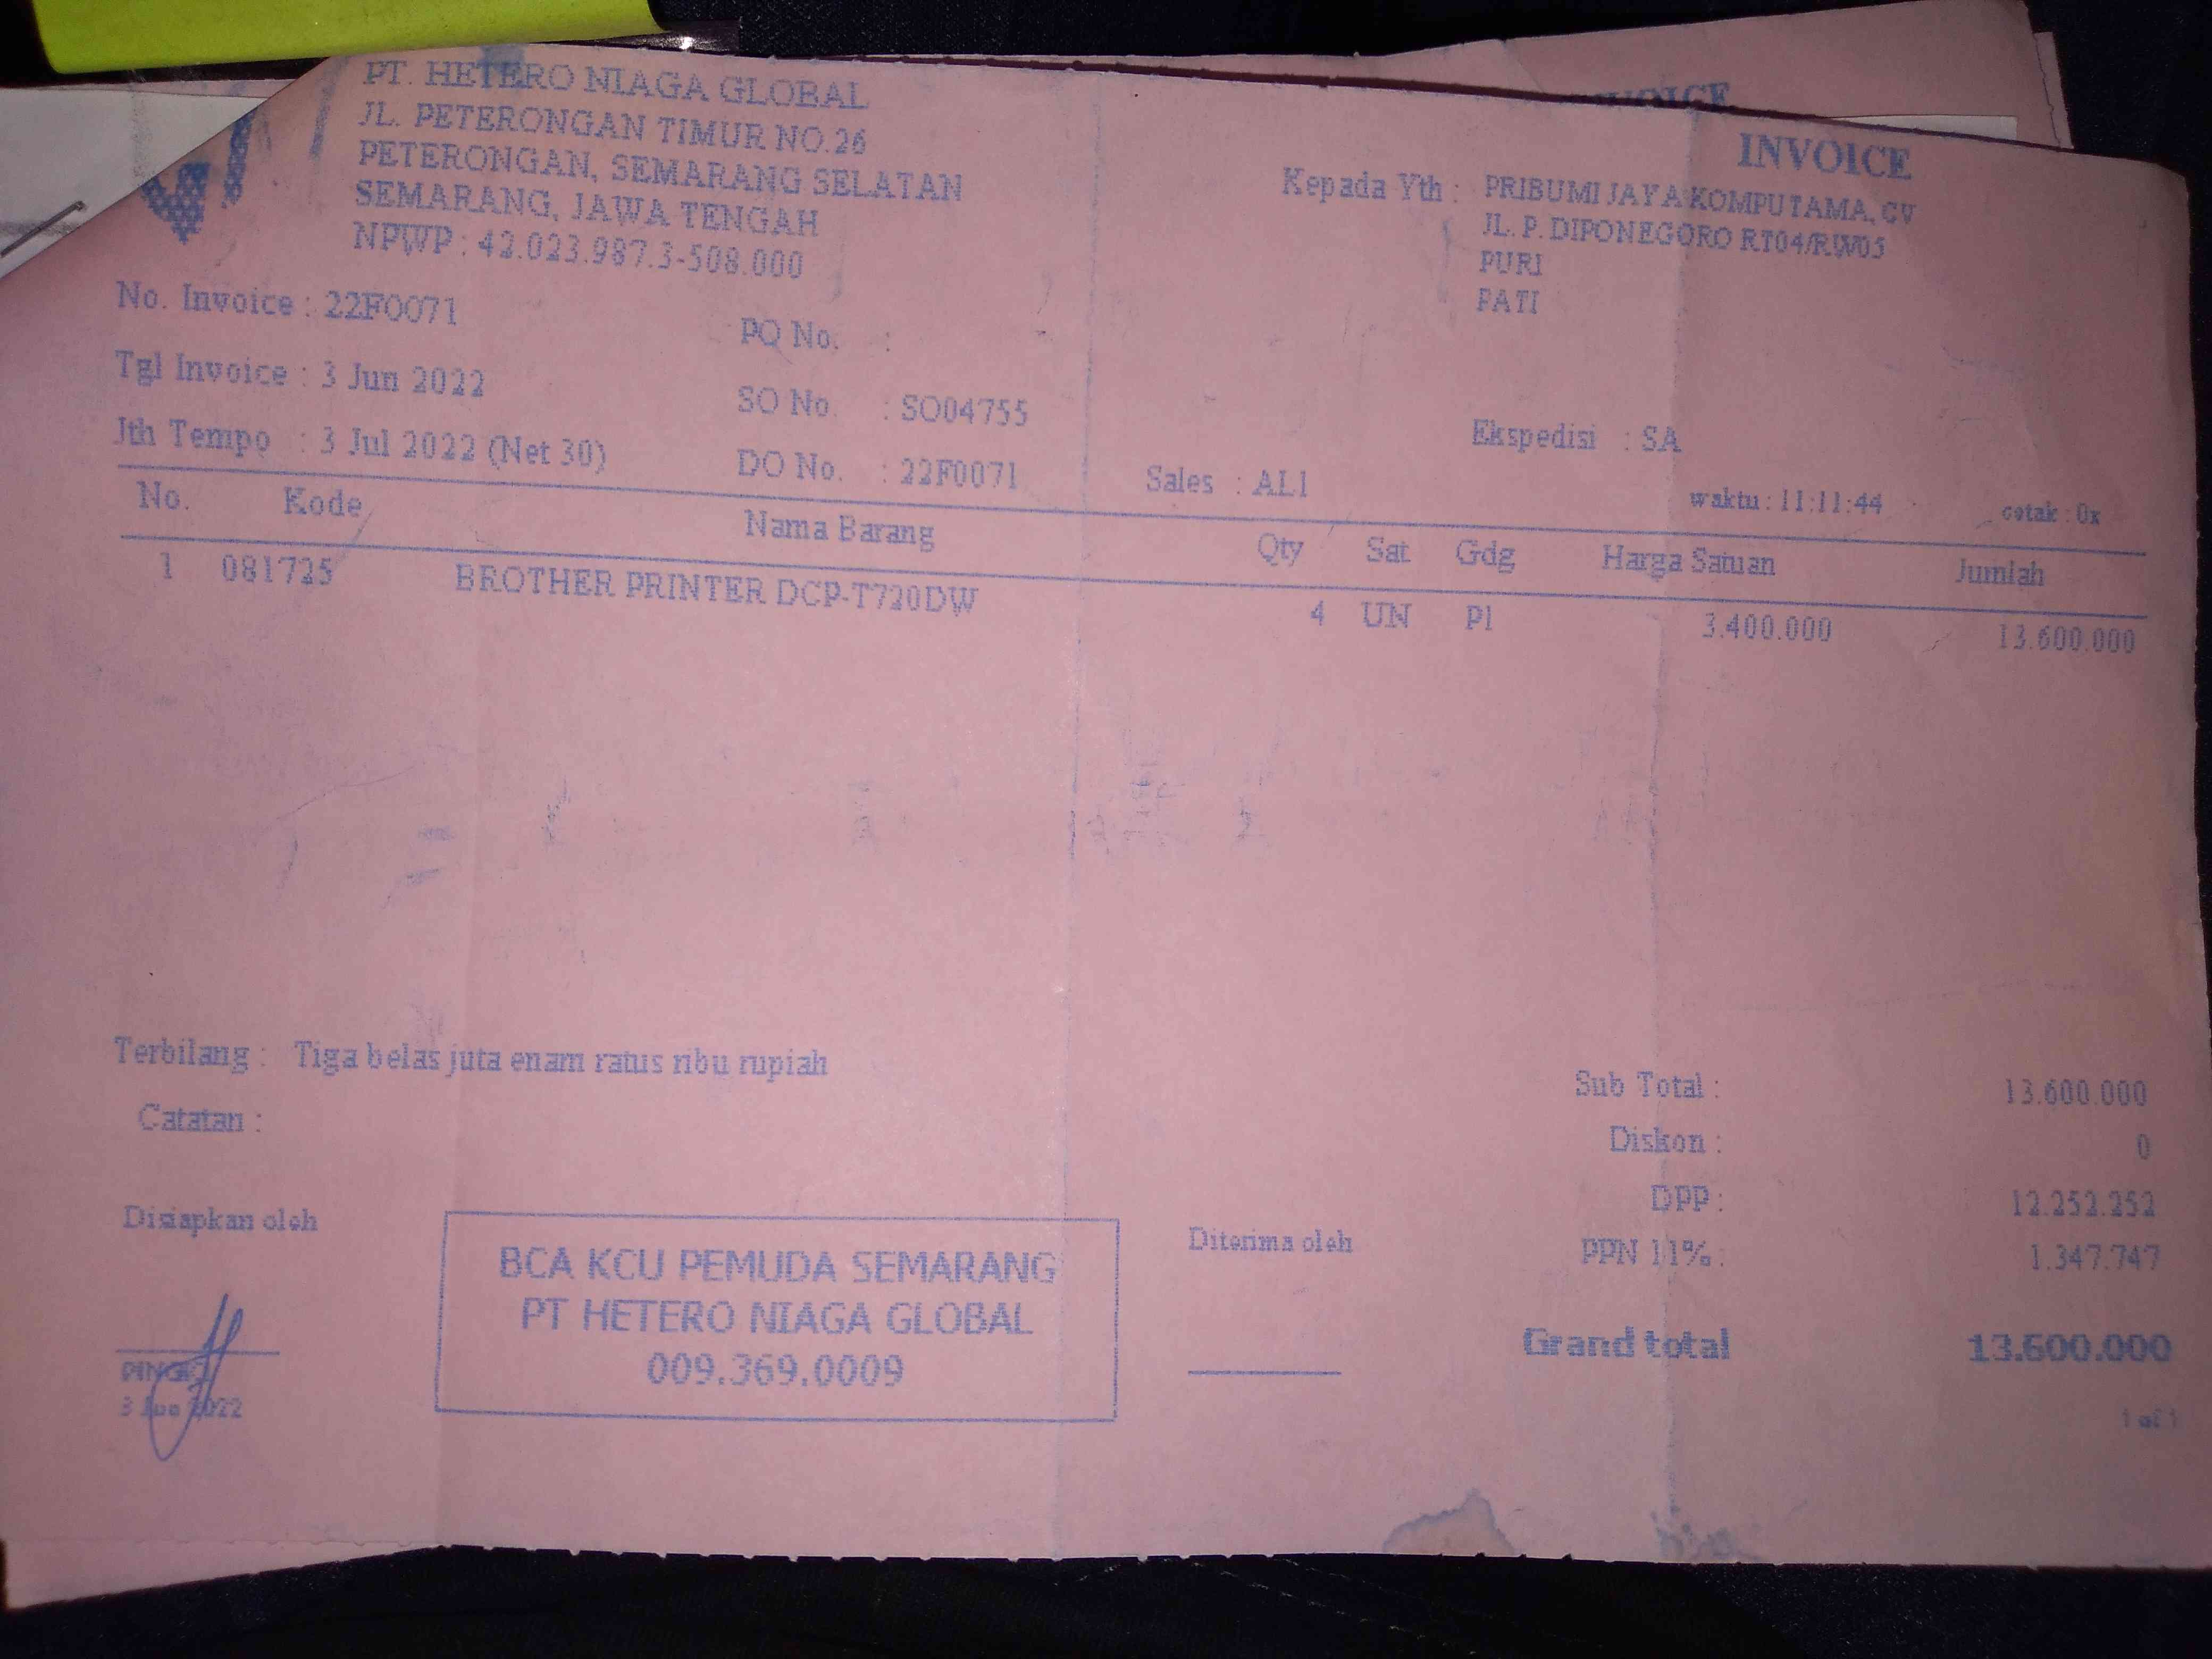 INVOICE
PT. HETERO NIAGA GLOBAL
JL. PETERONGAN TIMUR NO.26
PETERONGAN, SEMARANG SELATAN
SEMARANG, JAWA TENGAH
NPWP : 42.023.987.3-508.000
INVOICE
Kepada Yth : PRIBUMI JAYA KOMPUTAMA, CV
JL. P. DIPONEGORO RT04/RW05
PURI
PATI
No. Invoice : 22F0071
PO No. :
Tgl Invoice : 3 Jun 2022
SO No. : SO04755
Ekspedisi : SA
Jth Tempo : 3 Jul 2022 (Net 30)
DO No. : 22F0071
Sales : AL1
waktu : 11:11:44
cetak : 0x
No. Kode Nama Barang Qty Sat Gdg Harga Satuan Jumlah
1 081725 BROTHER PRINTER DCP-T720DW 4 UN P1 3.400.000 13.600.000
Terbilang : Tiga belas juta enam ratus ribu rupiah
Catatan :
Sub Total : 13.600.000
Diskon : 0
DPP : 12.252.252
PPN 11% : 1.347.747
Grand total 13.600.000
Disiapkan oleh
BCA KCU PEMUDA SEMARANG
PT HETERO NIAGA GLOBAL
009.369.0009
Diterima oleh
3 Jun 2022
1 of 1